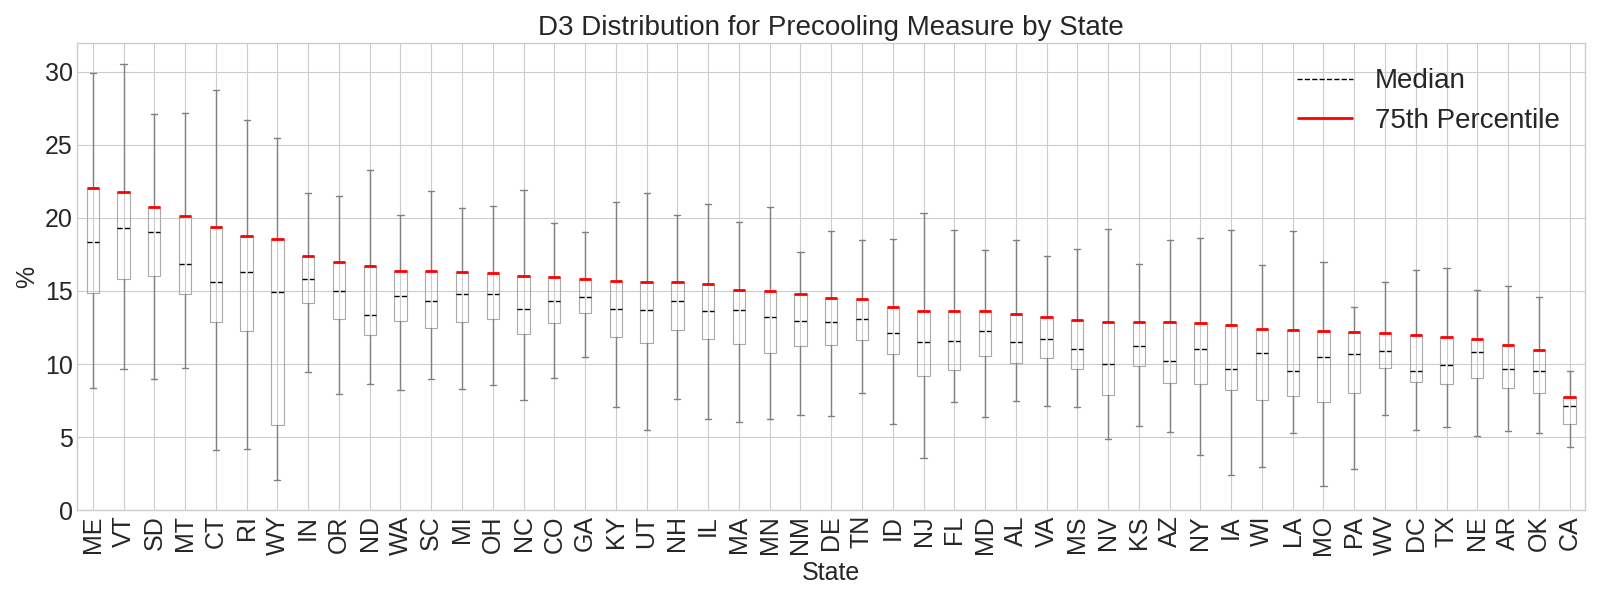 D3 Distribution for Precooling Measure by State
30
25
20
15
10
5
0
%
Median
75th Percentile
ME VT SD MT CT RI WY IN OR ND WA SC MI OH NC CO GA KY UT NH IL MA MN NM DE TN ID NJ FL MD AL VA MS NV KS AZ NY IA WI LA MO PA WV DC TX NE AR OK CA
State